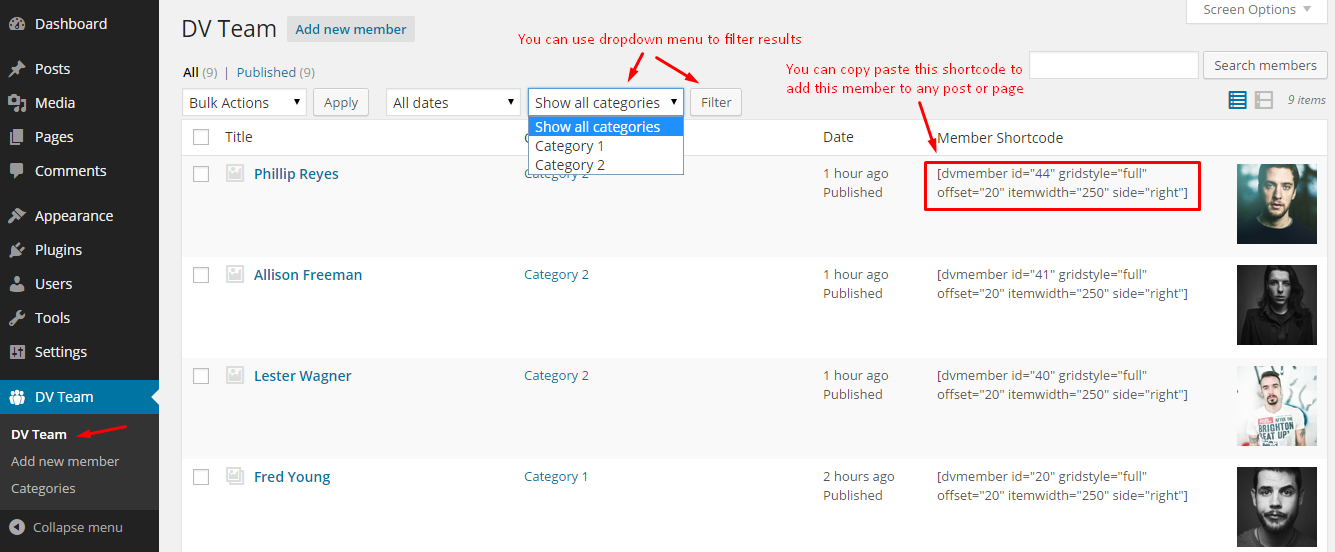 Dashboard
Posts
Media
Pages
Comments
Appearance
Plugins
Users
Tools
Settings
DV Team
DV Team
Add new member
Categories
Collapse menu
Screen Options
DV Team
Add new member
You can use dropdown menu to filter results
All (9) | Published (9)
You can copy paste this shortcode to
add this member to any post or page
Search members
Bulk Actions
Apply
All dates
Show all categories
Filter
9 items
Show all categories
Category 1
Category 2
Title
Date
Member Shortcode
Phillip Reyes
Category 2
1 hour ago
Published
[dvmember id="44" gridstyle="full"
offset="20" itemwidth="250" side="right"]
Allison Freeman
Category 2
1 hour ago
Published
[dvmember id="41" gridstyle="full"
offset="20" itemwidth="250" side="right"]
Lester Wagner
Category 2
1 hour ago
Published
[dvmember id="40" gridstyle="full"
offset="20" itemwidth="250" side="right"]
BRIGHTON
BEAT UP
Fred Young
Category 1
2 hours ago
Published
[dvmember id="20" gridstyle="full"
offset="20" itemwidth="250" side="right"]